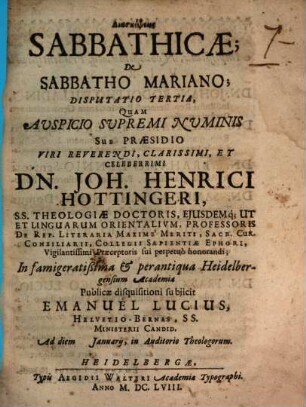 Διασκέψεως
SABBATHICÆ;
De
SABBATHO MARIANO;
DISPUTATIO TERTIA,
QUAM
AUSPICIO SUPREMI NUMINIS
SUB PRÆSIDIO
VIRI REVERENDI, CLARISSIMI, ET
CELEBERRIMI
DN. JOH. HENRICI
HOTTINGERI,
S.S. THEOLOGIÆ DOCTORIS, EJUSDEMq; UT
ET LINGUARUM ORIENTALIUM, PROFESSORIS
DE REP. LITERARIA MAXIMI MERITI, SACR. CUR.
CONSILIARII, COLLEGII SAPIENTIÆ EPHORI,
Vigilantissimi Præceptoris sui perpetuò honorandi;
In famigeratissima & perantiqua Heidelber-
gensium Academia
Publicæ disquisitioni subjicit
EMANUEL LUCIUS,
HELVETIO-BERNAS, SS.
MINISTERII CANDID.
Ad diem Januarij, in Auditorio Theologorum.
HEIDELBERGÆ,
Typis ÆGIDII WALTERI Academiæ Typographi.
ANNO M. DC. LVIII.